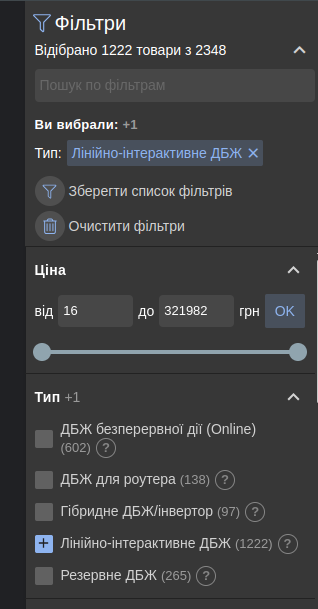 Фільтри
Відібрано 1222 товари з 2348
Пошук по фільтрам
Ви вибрали: +1
Тип: Лінійно-інтерактивне ДБЖ ✕
Зберегти список фільтрів
Очистити фільтри
Ціна
від 16 до 321982 грн OK
Тип +1
ДБЖ безперервної дії (Online)
(602) ?
ДБЖ для роутера (138) ?
Гібридне ДБЖ/інвертор (97) ?
Лінійно-інтерактивне ДБЖ (1222) ?
Резервне ДБЖ (265) ?